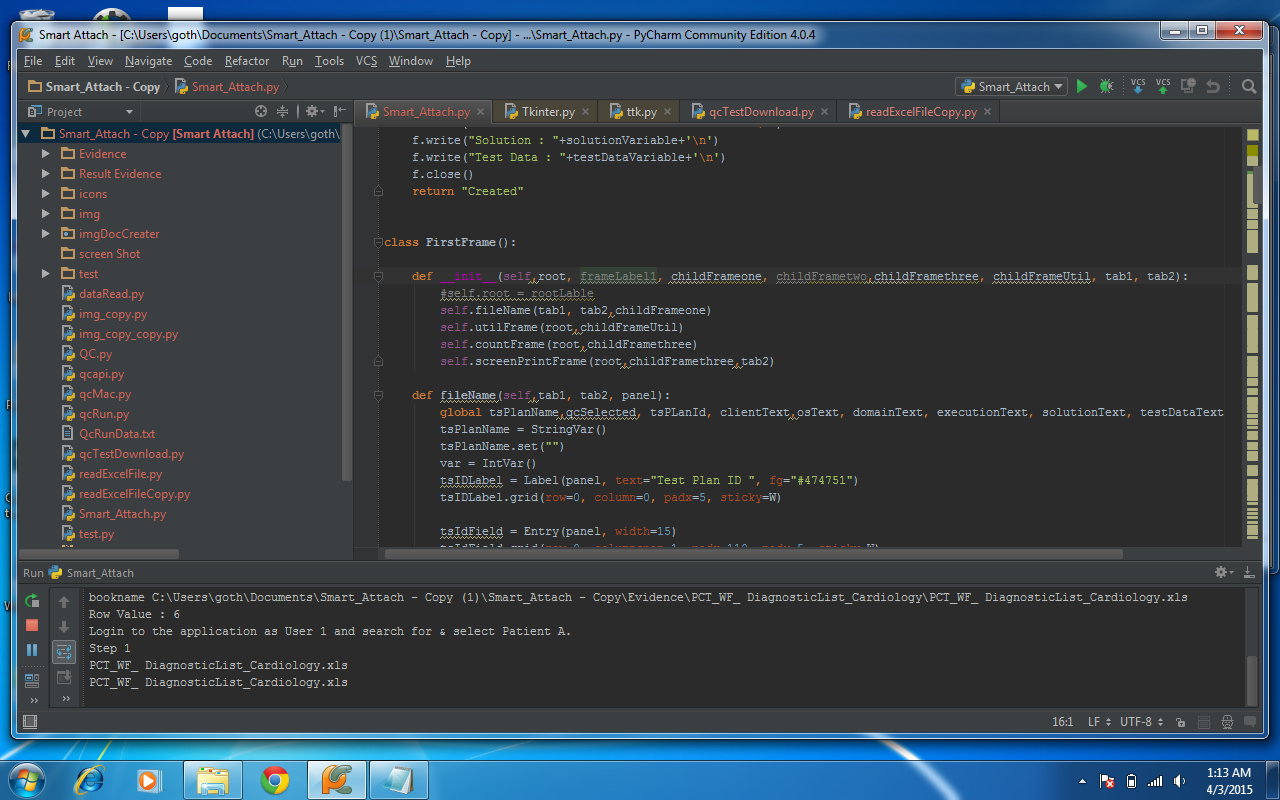 Smart Attach - [C:\Users\goth\Documents\Smart_Attach - Copy (1)\Smart_Attach - Copy] - ...\Smart_Attach.py - PyCharm Community Edition 4.0.4
File Edit View Navigate Code Refactor Run Tools VCS Window Help
Smart_Attach - Copy Smart_Attach.py Smart_Attach VCS VCS
Project Smart_Attach.py Tkinter.py ttk.py qcTestDownload.py readExcelFileCopy.py
Smart_Attach - Copy [Smart Attach] (C:\Users\goth\
Evidence
Result Evidence
icons
img
imgDocCreater
screen Shot
test
dataRead.py
img_copy.py
img_copy_copy.py
QC.py
qcapi.py
qcMac.py
qcRun.py
QcRunData.txt
qcTestDownload.py
readExcelFile.py
readExcelFileCopy.py
Smart_Attach.py
test.py
f.write("Solution : "+solutionVariable+'\n')
f.write("Test Data : "+testDataVariable+'\n')
f.close()
return "Created"
class FirstFrame():
def __init__(self,root, frameLabel1, childFrameone, childFrametwo,childFramethree, childFrameUtil, tab1, tab2):
#self.root = rootLable
self.fileName(tab1, tab2,childFrameone)
self.utilFrame(root,childFrameUtil)
self.countFrame(root,childFramethree)
self.screenPrintFrame(root,childFramethree,tab2)
def fileName(self,tab1, tab2, panel):
global tsPlanName,qcSelected, tsPLanId, clientText,osText, domainText, executionText, solutionText, testDataText
tsPlanName = StringVar()
tsPlanName.set("")
var = IntVar()
tsIDLabel = Label(panel, text="Test Plan ID ", fg="#474751")
tsIDLabel.grid(row=0, column=0, padx=5, sticky=W)
tsIdField = Entry(panel, width=15)
Run Smart_Attach
bookname C:\Users\goth\Documents\Smart_Attach - Copy (1)\Smart_Attach - Copy\Evidence\PCT_WF_ DiagnosticList_Cardiology\PCT_WF_ DiagnosticList_Cardiology.xls
Row Value : 6
Login to the application as User 1 and search for & select Patient A.
Step 1
PCT_WF_ DiagnosticList_Cardiology.xls
PCT_WF_ DiagnosticList_Cardiology.xls
16:1 LF UTF-8
1:13 AM
4/3/2015